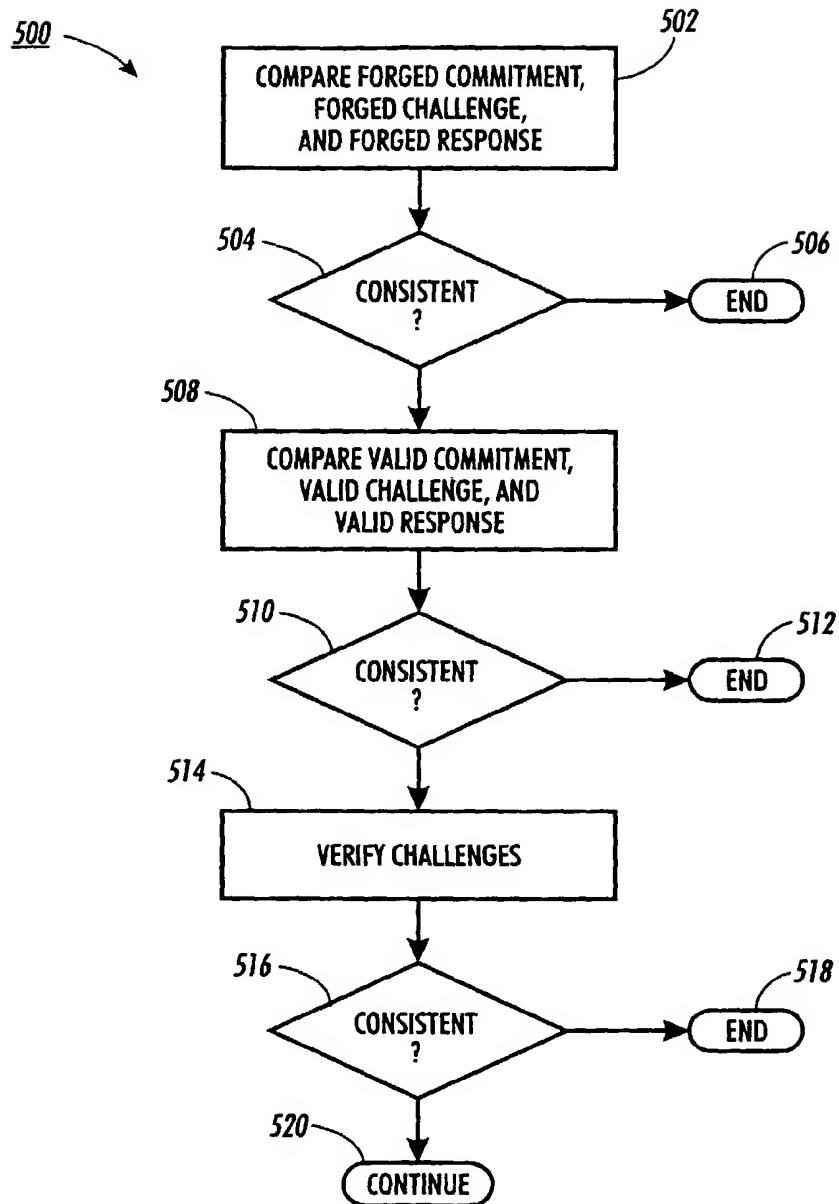 500
502
COMPARE FORGED COMMITMENT,
FORGED CHALLENGE,
AND FORGED RESPONSE
504
CONSISTENT
?
506
END
508
COMPARE VALID COMMITMENT,
VALID CHALLENGE, AND
VALID RESPONSE
510
CONSISTENT
?
512
END
514
VERIFY CHALLENGES
516
CONSISTENT
?
518
END
520
CONTINUE